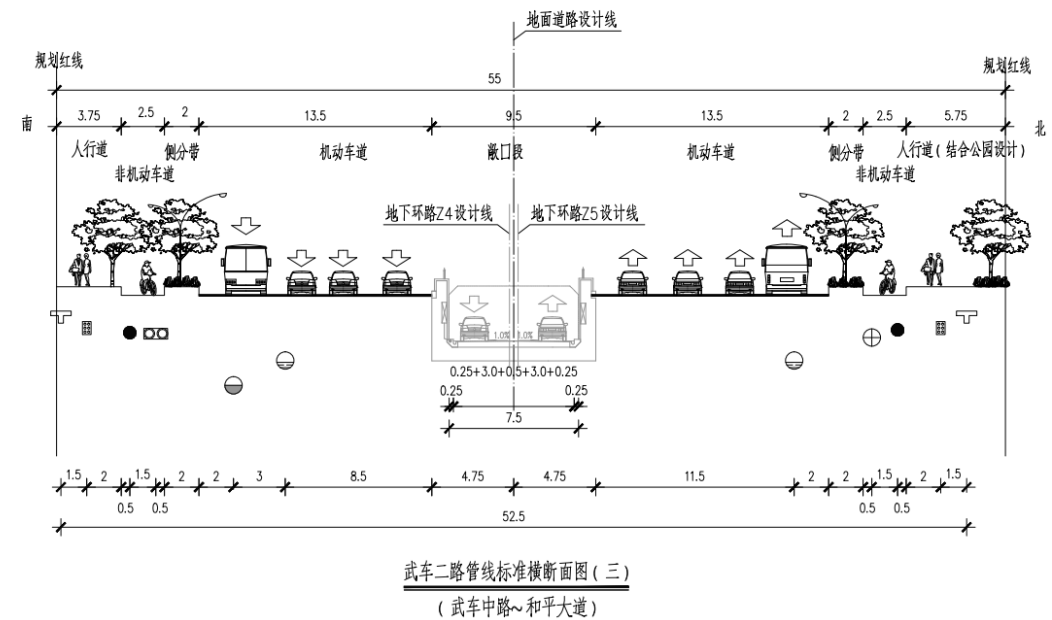 地面道路设计线
规划红线
规划红线
55
南
3.75
2.5
2
13.5
9.5
13.5
2
2.5
5.75
北
人行道
侧分带
机动车道
敞口段
机动车道
侧分带
人行道(结合公园设计)
非机动车道
非机动车道
地下环路Z4设计线
地下环路Z5设计线
1.0%
1.0%
0.25+3.0+0.5+3.0+0.25
0.25
0.25
7.5
1.5
2
1.5
2
2
3
8.5
4.75
4.75
11.5
2
2
1.5
2
1.5
0.5
0.5
0.5
0.5
52.5
武车二路管线标准横断面图(三)
(武车中路~和平大道)